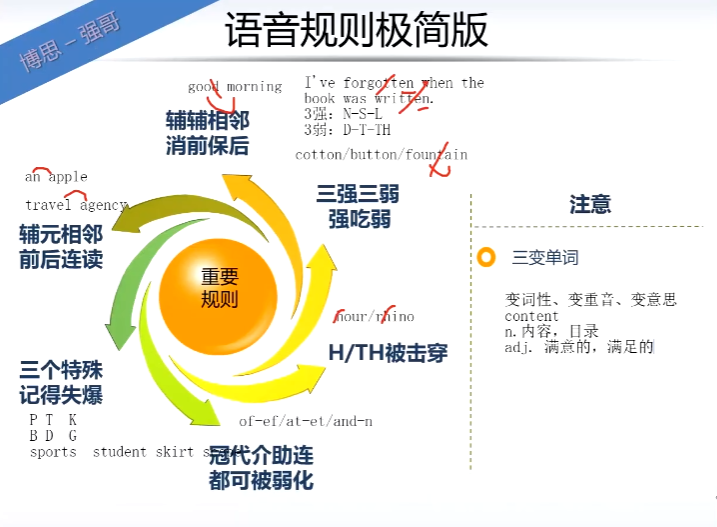 博思－强哥
语音规则极简版
good morning
I've forgotten when the
book was written.
3强: N-S-L
3弱: D-T-TH
辅辅相邻
消前保后
cotton/button/fountain
an apple
travel agency
三强三弱
强吃弱
注意
辅元相邻
前后连读
重要
规则
三变单词
变词性、变重音、变意思
content
n.内容，目录
adj. 满意的，满足的
hour/rhino
H/TH被击穿
三个特殊
记得失爆
P T K
B D G
sports student skirt
of-ef/at-et/and-n
冠代介助连
都可被弱化